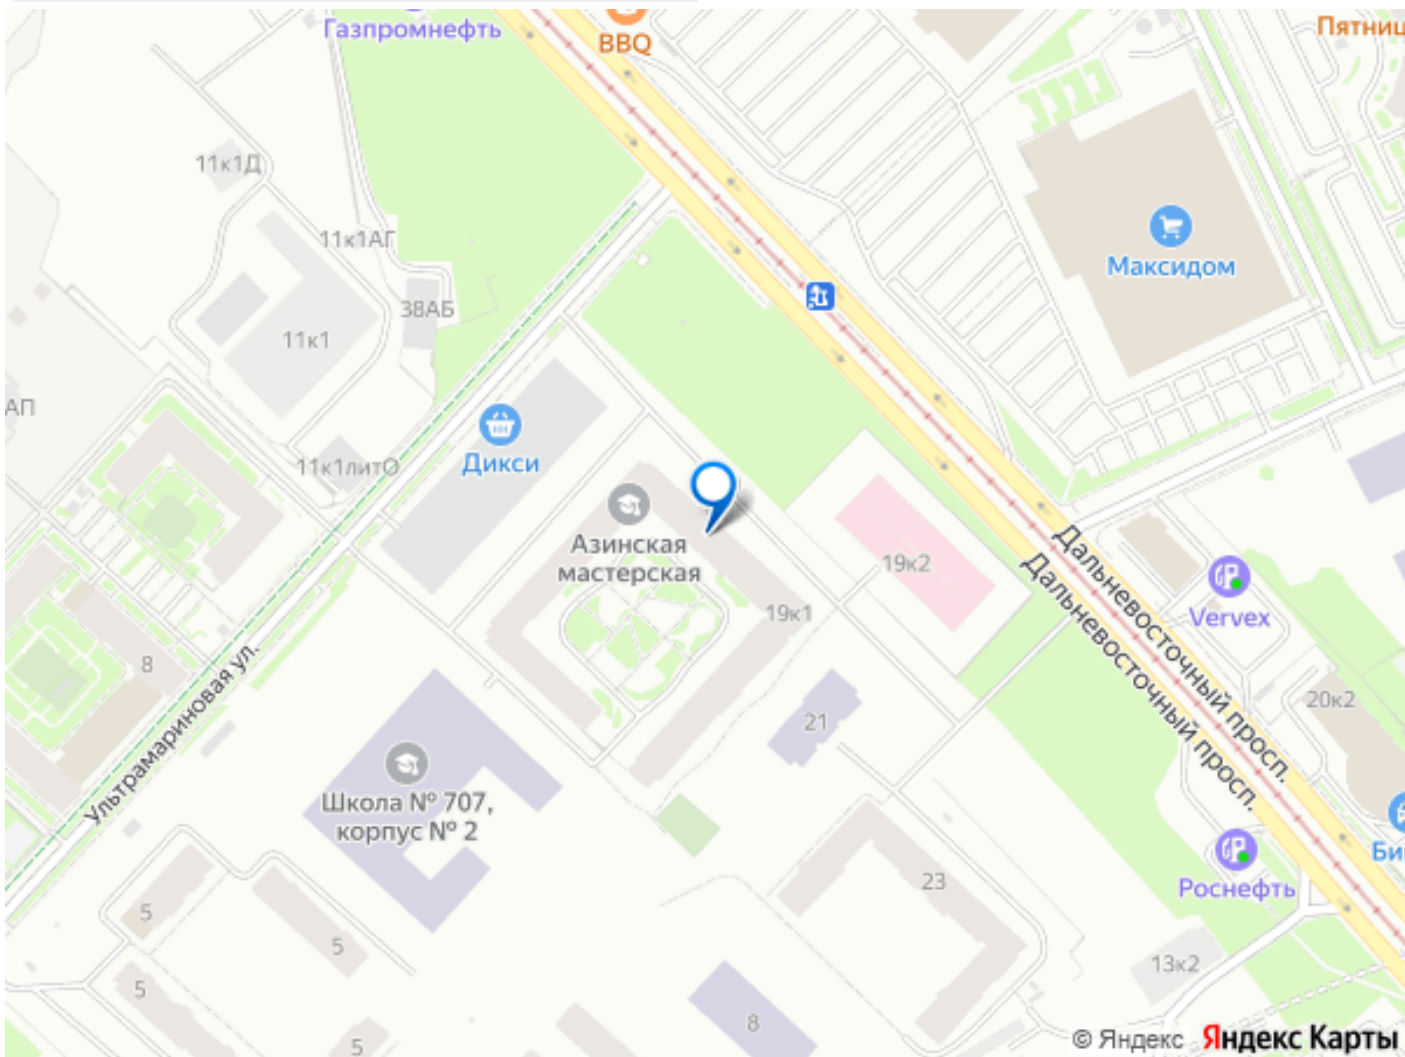 Газпромнефть
BBQ
Пятниц
11к1Д
11к1АГ
Максидом
38АБ
11к1
АП
Дикси
11к1литО
Азинская
мастерская
19к2
Дальневосточный просп.
Дальневосточный просп.
Vervex
19к1
8
Ультрамариновая ул.
20к2
21
Школа № 707,
корпус № 2
Би
Роснефть
23
5
5
13к2
5
8
5
© Яндекс Яндекс Карты